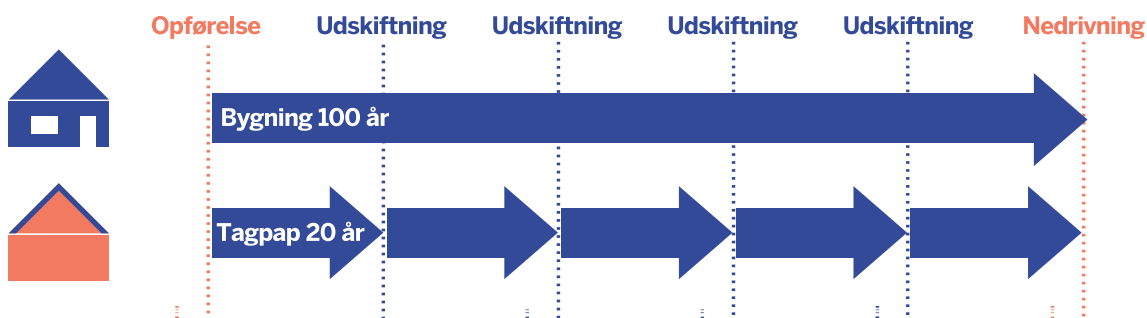 Opførelse Udskiftning Udskiftning Udskiftning Udskiftning Nedrivning
Bygning 100 år
Tagpap 20 år